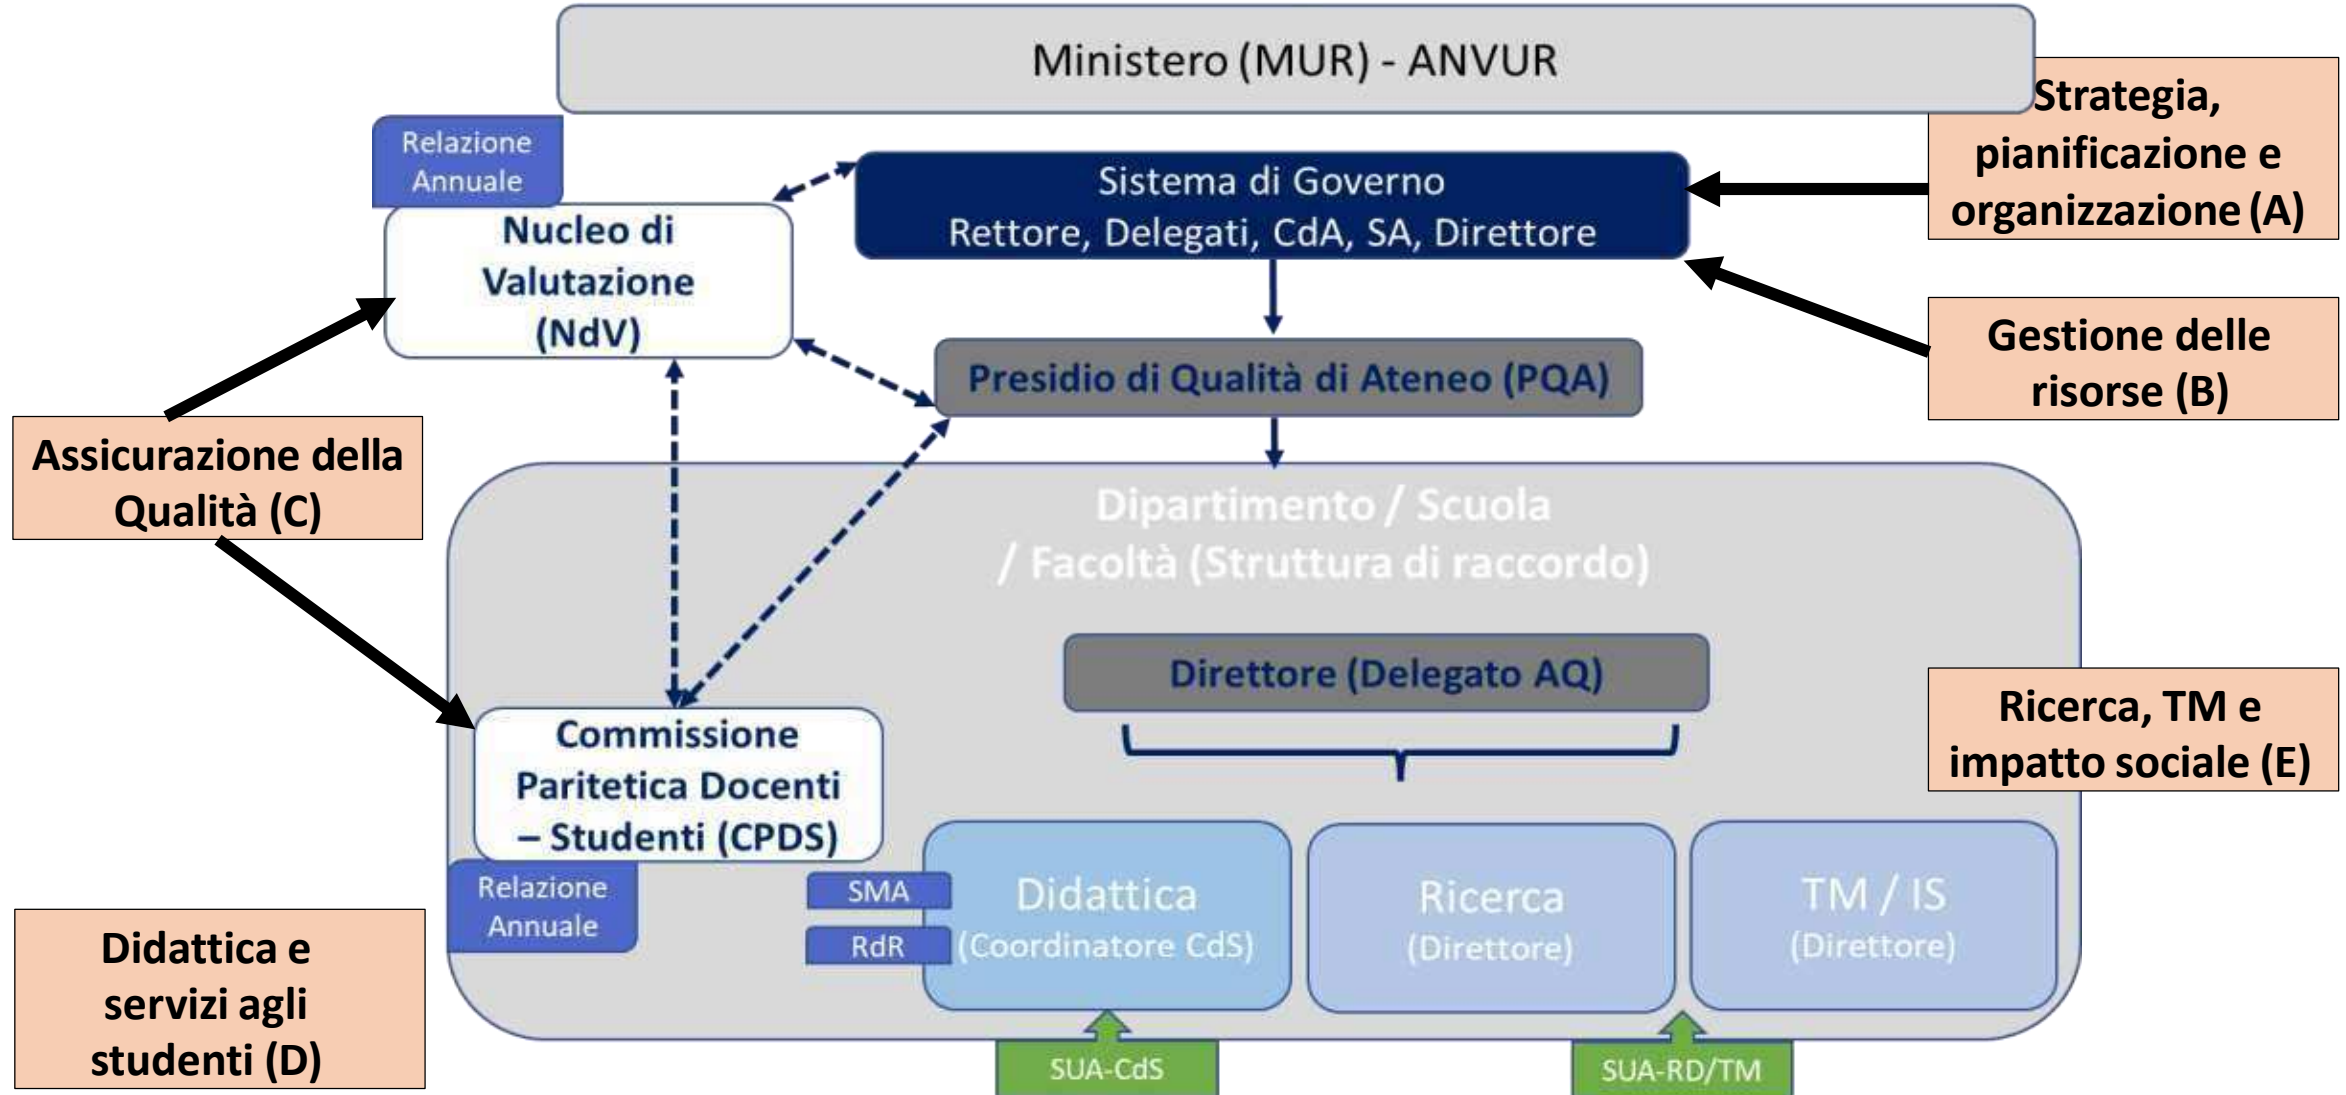 Ministero (MUR) - ANVUR
Strategia,
pianificazione e
organizzazione (A)
Relazione
Annuale
Sistema di Governo
Rettore, Delegati, CdA, SA, Direttore
Nucleo di
Valutazione
(NdV)
Gestione delle
risorse (B)
Presidio di Qualità di Ateneo (PQA)
Assicurazione della
Qualità (C)
Dipartimento / Scuola
/ Facoltà (Struttura di raccordo)
Direttore (Delegato AQ)
Ricerca, TM e
impatto sociale (E)
Commissione
Paritetica Docenti
– Studenti (CPDS)
Relazione
Annuale
SMA
RdR
Didattica
(Coordinatore CdS)
Ricerca
(Direttore)
TM / IS
(Direttore)
Didattica e
servizi agli
studenti (D)
SUA-CdS
SUA-RD/TM